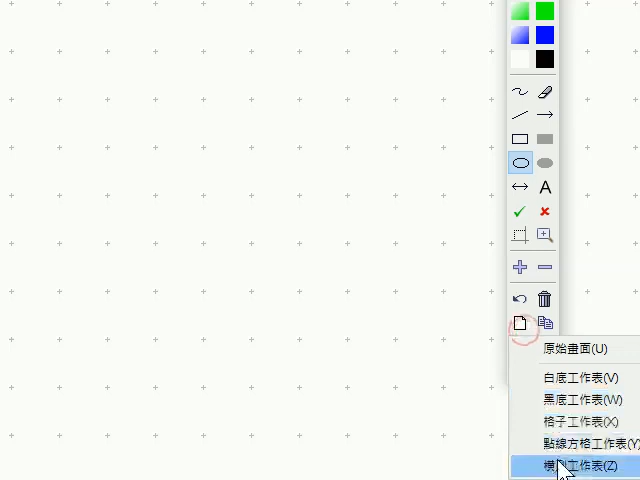 A
原始畫面(U)
白底工作表(V)
黑底工作表(W)
格子工作表(X)
點線方格工作表(Y)
工作表(Z)